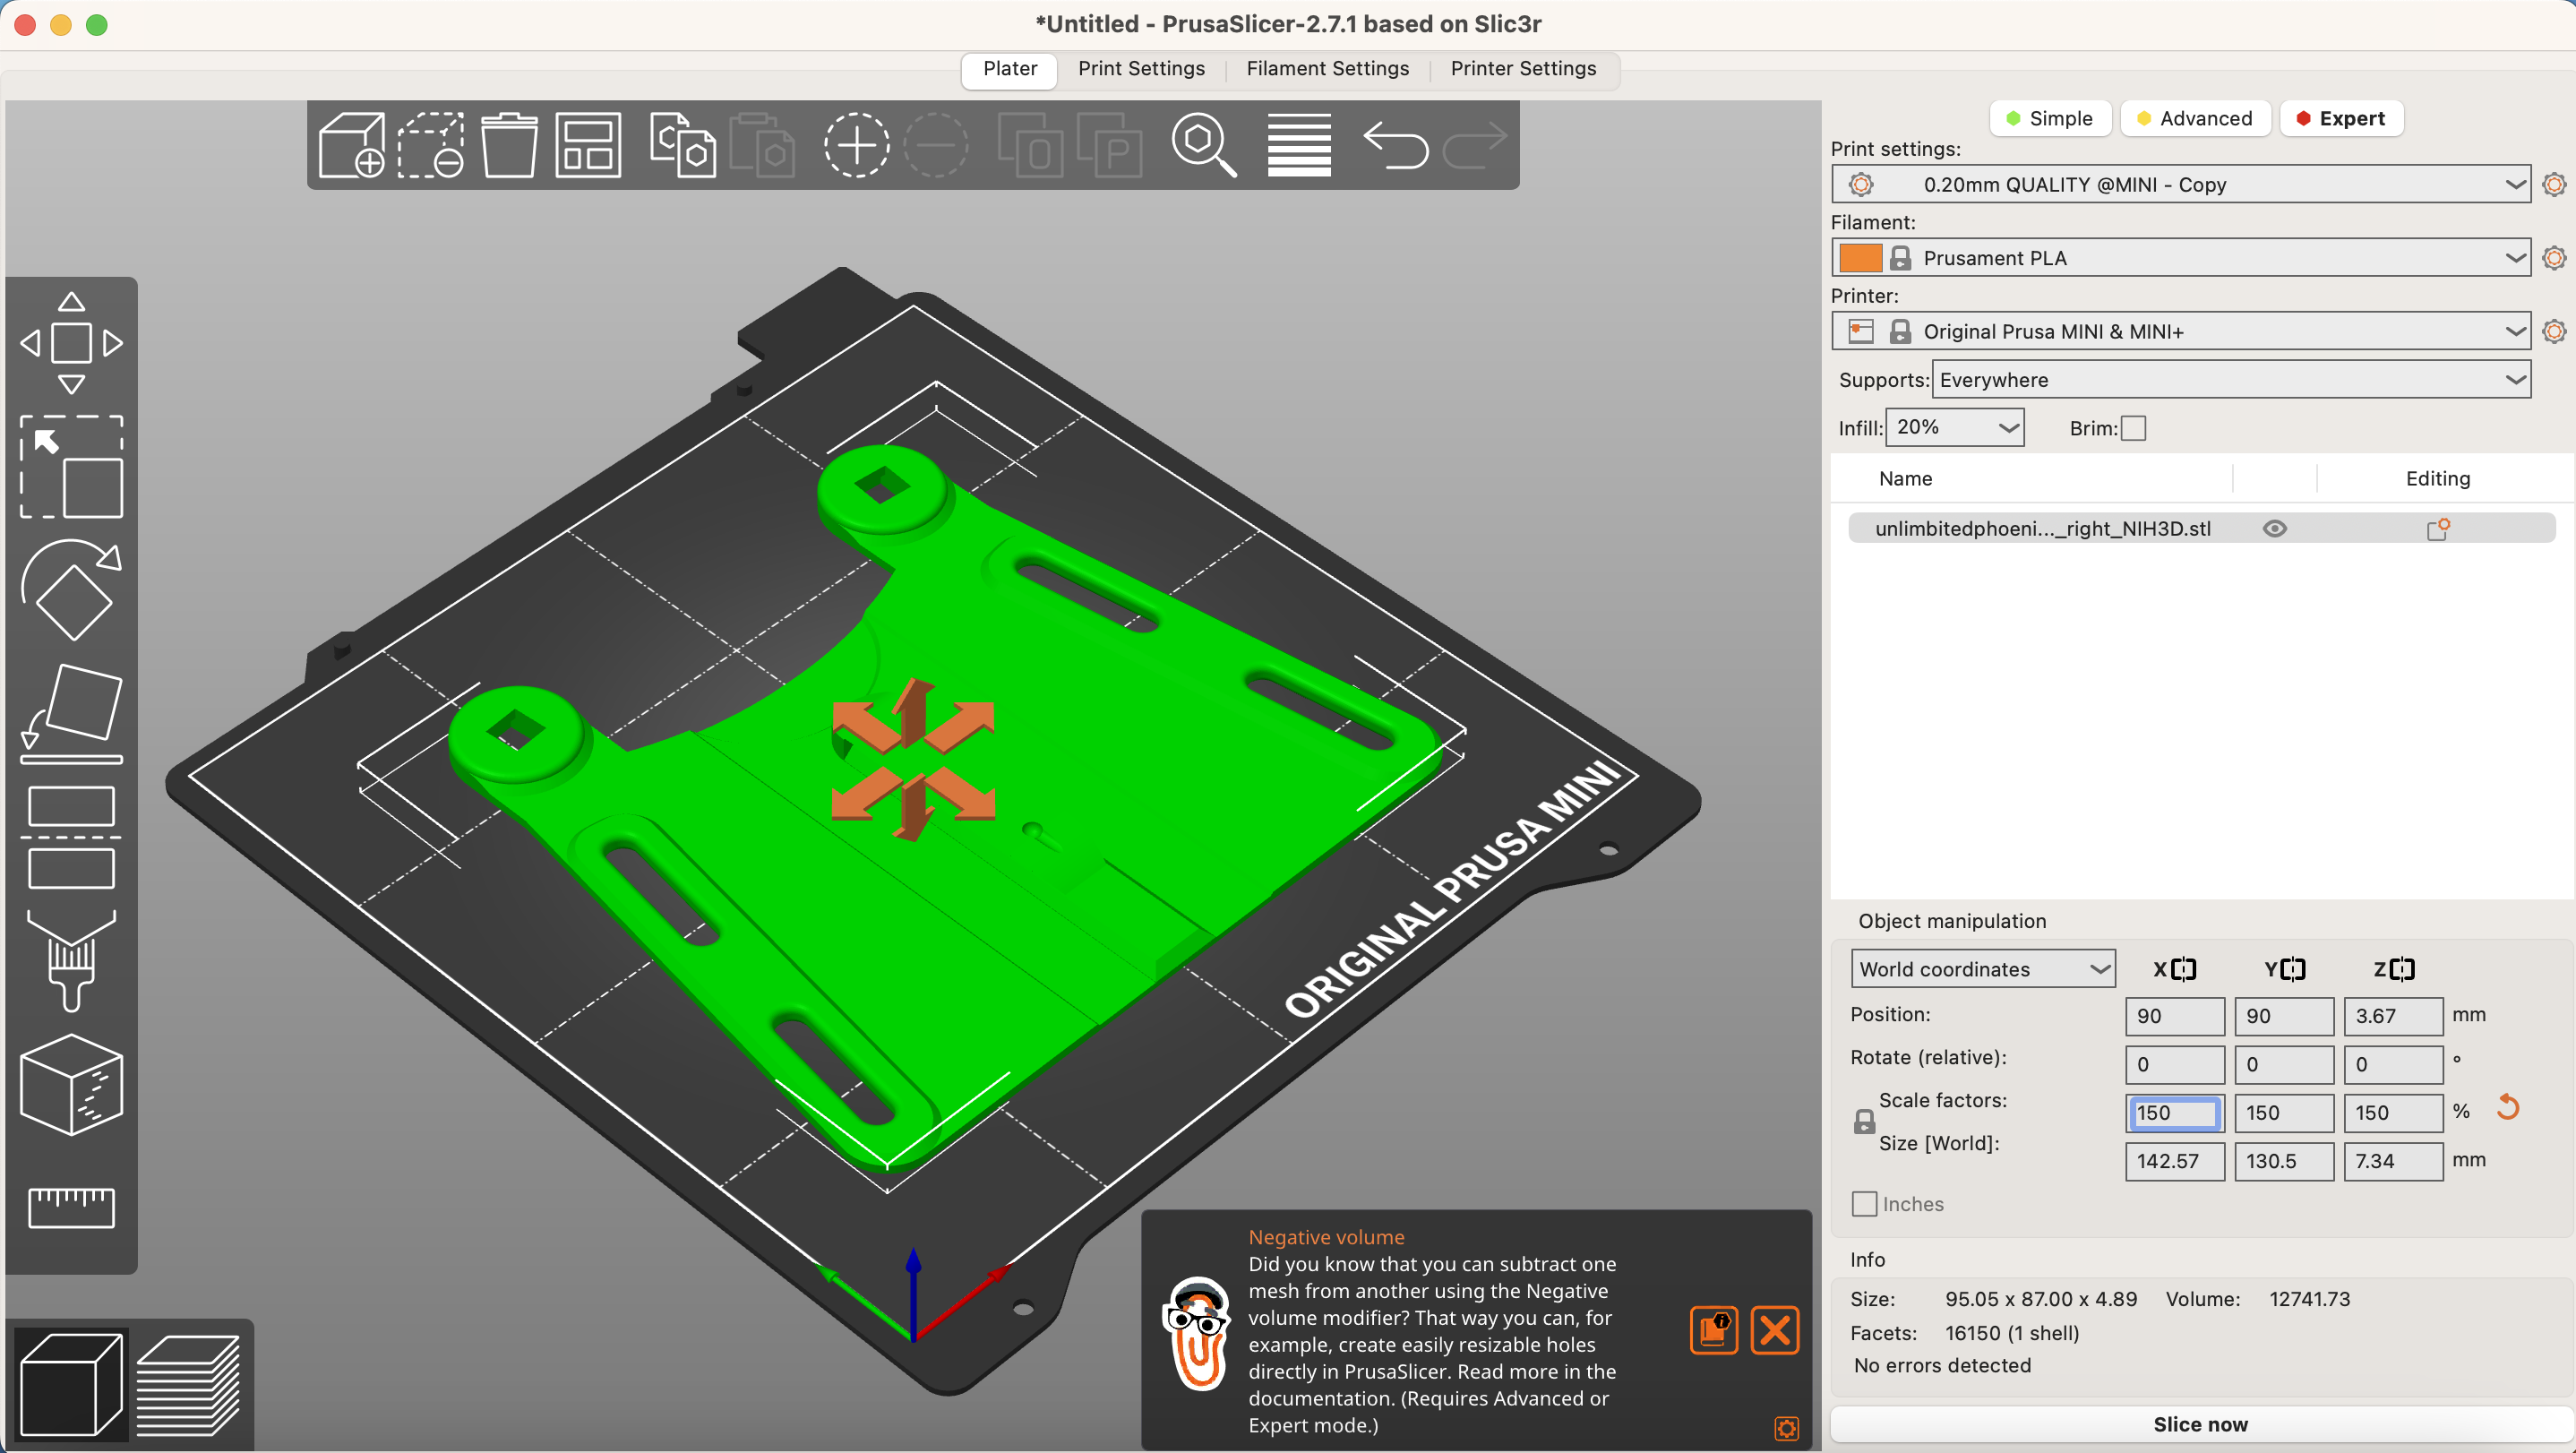 *Untitled - PrusaSlicer-2.7.1 based on Slic3r
Plater Print Settings Filament Settings Printer Settings
Simple Advanced Expert
Print settings:
0.20mm QUALITY @MINI - Copy
Filament:
Prusament PLA
Printer:
Original Prusa MINI & MINI+
Supports: Everywhere
Infill: 20% Brim:
Name Editing
unlimbitedphoeni..._right_NIH3D.stl
ORIGINAL PRUSA MINI
Object manipulation
World coordinates X Y Z
Position: 90 90 3.67 mm
Rotate (relative): 0 0 0 °
Scale factors: 150 150 150 %
Size [World]: 142.57 130.5 7.34 mm
Inches
Info
Size: 95.05 x 87.00 x 4.89 Volume: 12741.73
Facets: 16150 (1 shell)
No errors detected
Slice now
Negative volume
Did you know that you can subtract one
mesh from another using the Negative
volume modifier? That way you can, for
example, create easily resizable holes
directly in PrusaSlicer. Read more in the
documentation. (Requires Advanced or
Expert mode.)